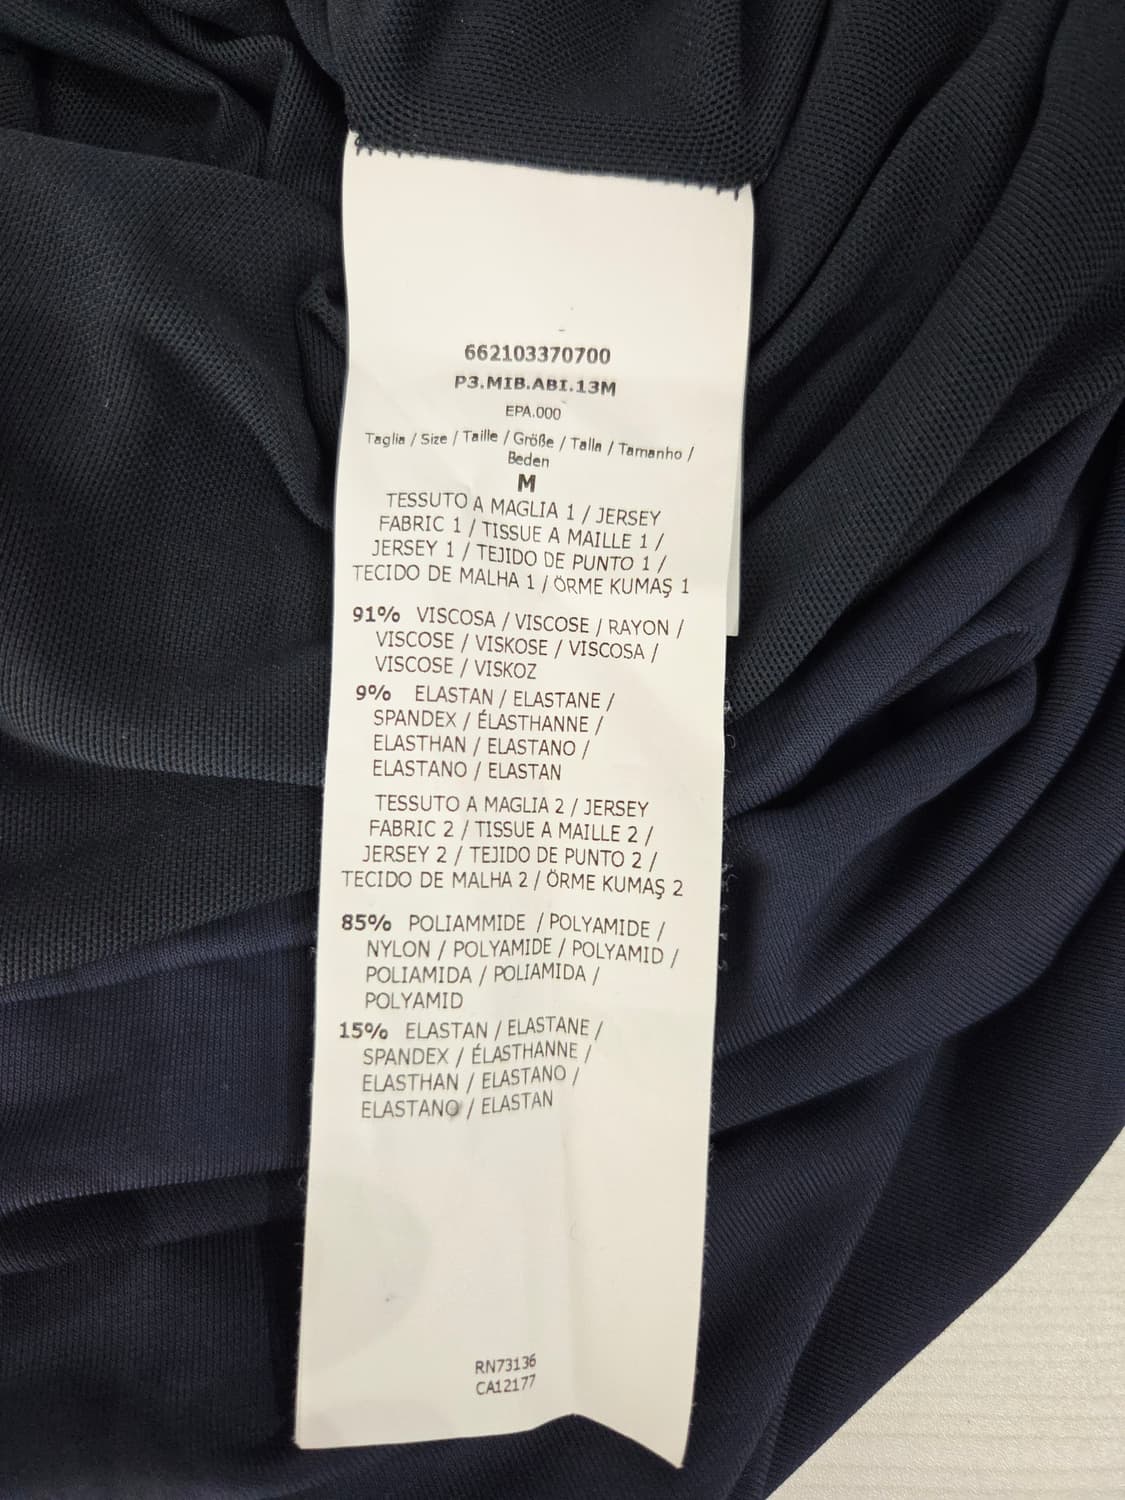 662103370700
P3.MIB.ABI.13M
EPA.000
Taglia / Size / Taille / Größe / Talla / Tamanho /
Beden
M
TESSUTO A MAGLIA 1 / JERSEY
FABRIC 1 / TISSUE A MAILLE 1 /
JERSEY 1 / TEJIDO DE PUNTO 1 /
TECIDO DE MALHA 1 / ÖRME KUMAŞ 1
91% VISCOSA / VISCOSE / RAYON /
VISCOSE / VISKOSE / VISCOSA /
VISCOSE / VISKOZ
9% ELASTAN / ELASTANE /
SPANDEX / ÉLASTHANNE /
ELASTHAN / ELASTANO /
ELASTANO / ELASTAN
TESSUTO A MAGLIA 2 / JERSEY
FABRIC 2 / TISSUE A MAILLE 2 /
JERSEY 2 / TEJIDO DE PUNTO 2 /
TECIDO DE MALHA 2 / ÖRME KUMAŞ 2
85% POLIAMMIDE / POLYAMIDE /
NYLON / POLYAMIDE / POLYAMID /
POLIAMIDA / POLIAMIDA /
POLYAMID
15% ELASTAN / ELASTANE /
SPANDEX / ÉLASTHANNE /
ELASTHAN / ELASTANO /
ELASTANO / ELASTAN
RN73136
CA12177